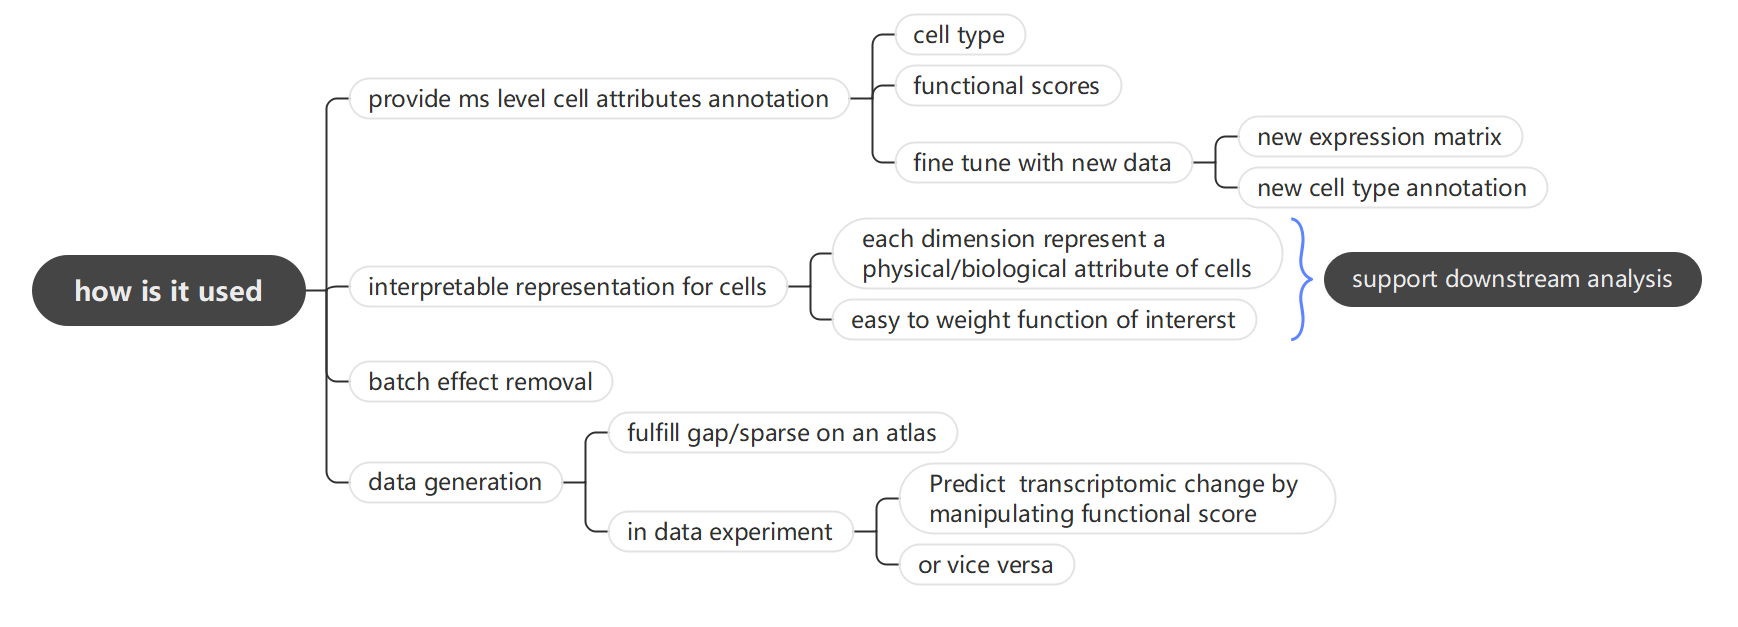 how is it used
provide ms level cell attributes annotation
cell type
functional scores
fine tune with new data
new expression matrix
new cell type annotation
interpretable representation for cells
each dimension represent a
physical/biological attribute of cells
easy to weight function of intererst
support downstream analysis
batch effect removal
data generation
fulfill gap/sparse on an atlas
in data experiment
Predict  transcriptomic change by
manipulating functional score
or vice versa